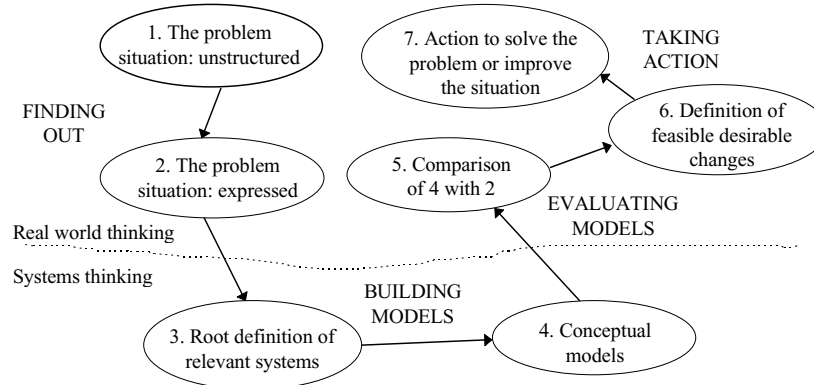 1. The problem
situation: unstructured
7. Action to solve the
problem or improve
the situation
TAKING
ACTION
FINDING
OUT
6. Definition of
feasible desirable
changes
2. The problem
situation: expressed
5. Comparison
of 4 with 2
EVALUATING
MODELS
Real world thinking
Systems thinking
BUILDING
MODELS
3. Root definition of
relevant systems
4. Conceptual
models